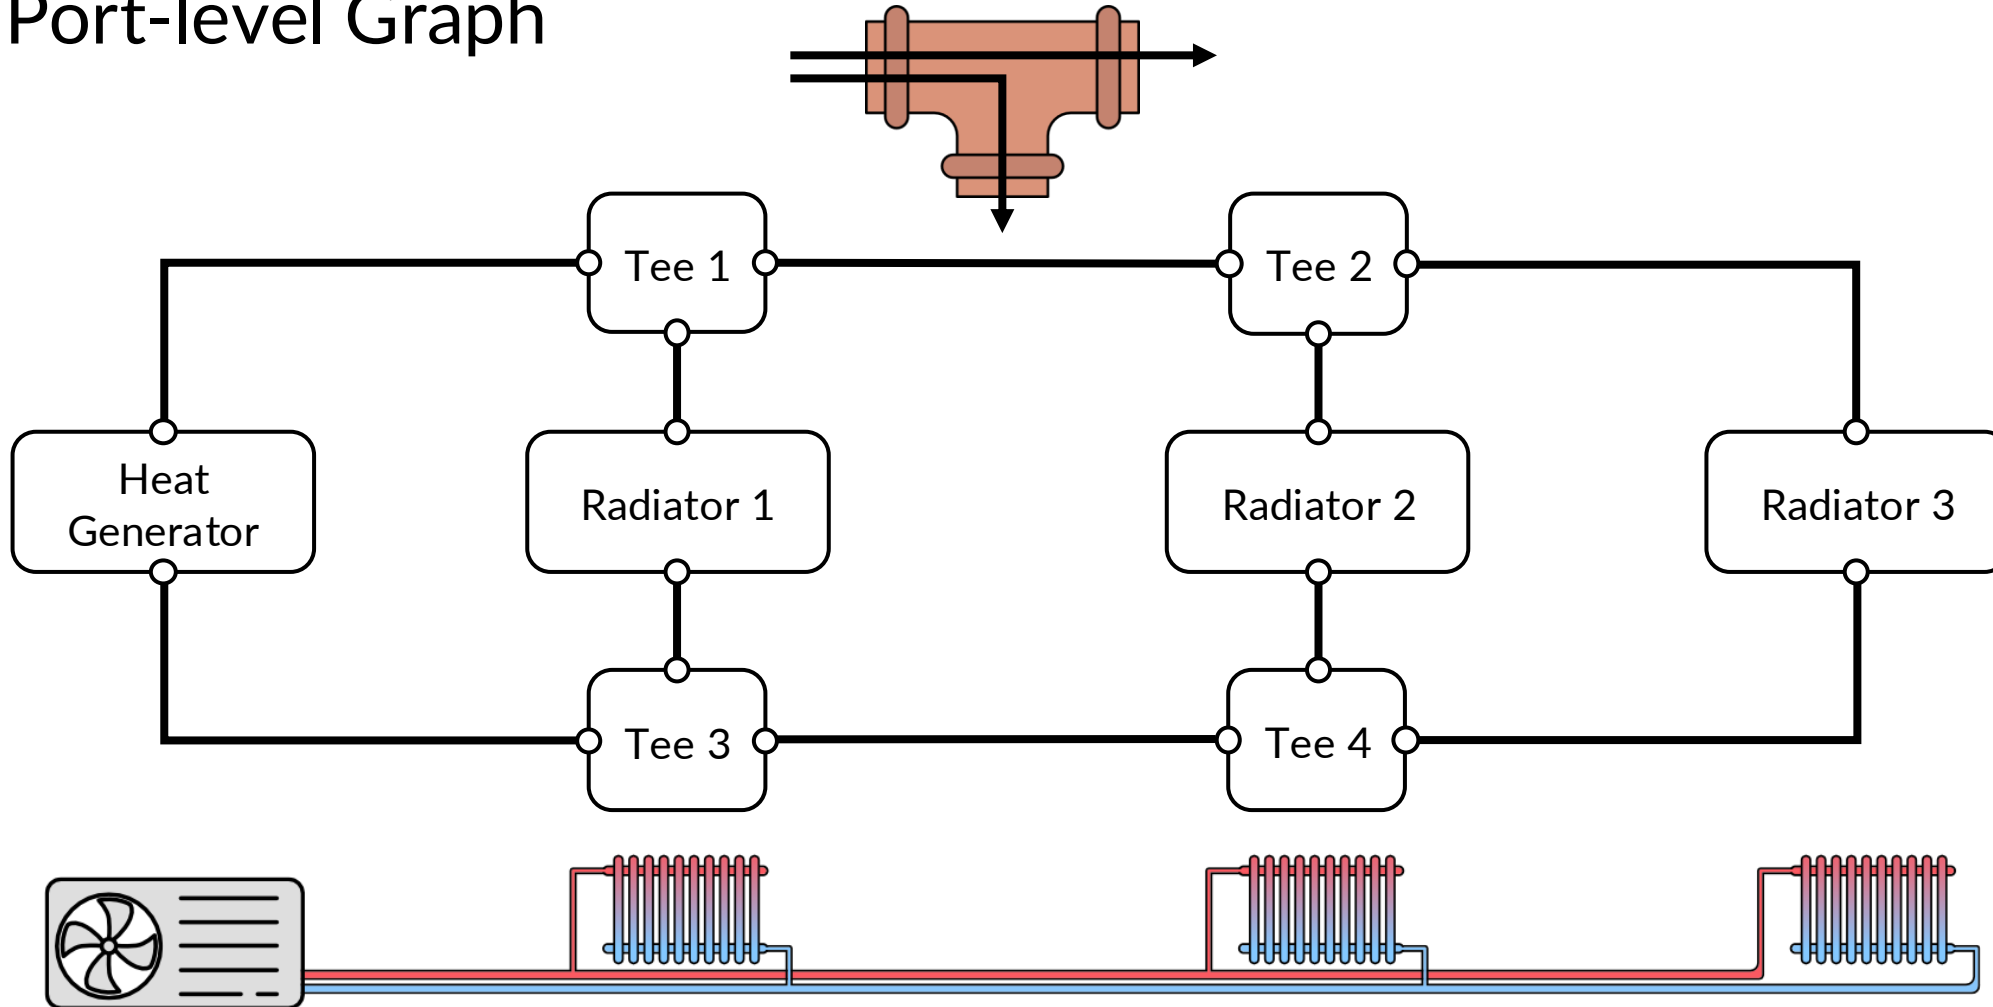 Port-level Graph
Tee 1
Tee 2
Heat
Generator
Radiator 1
Radiator 2
Radiator 3
Tee 3
Tee 4